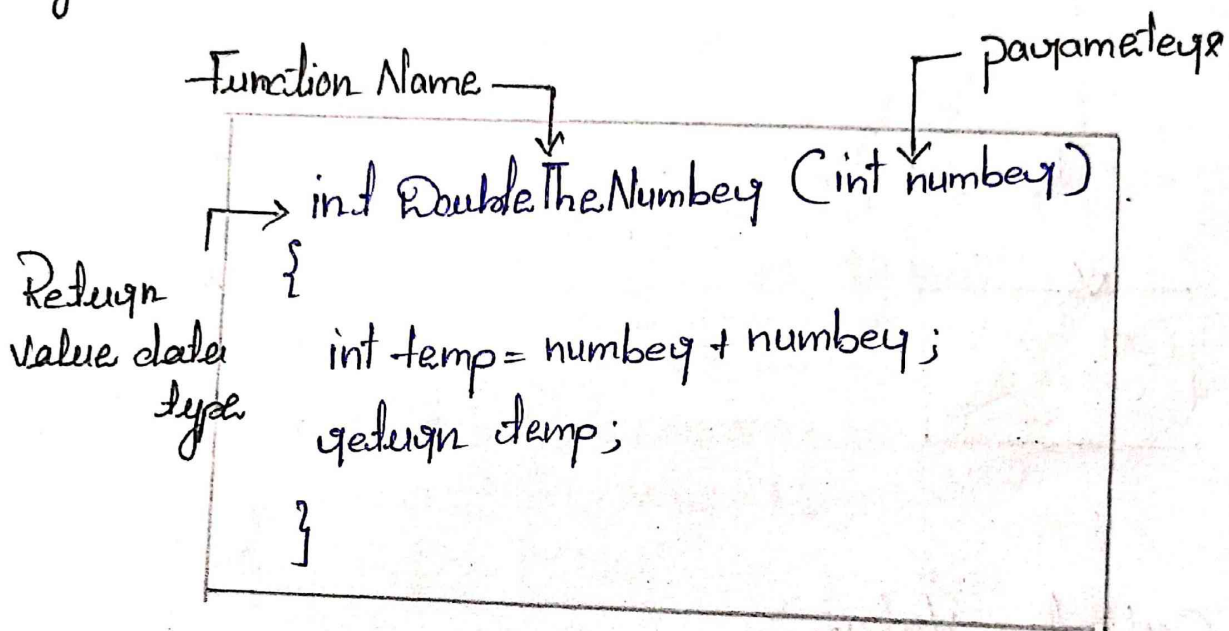 Function Name
parameters
int DoubleTheNumber (int number)
{
Return
value data
type
int temp = number + number;
return temp;
}